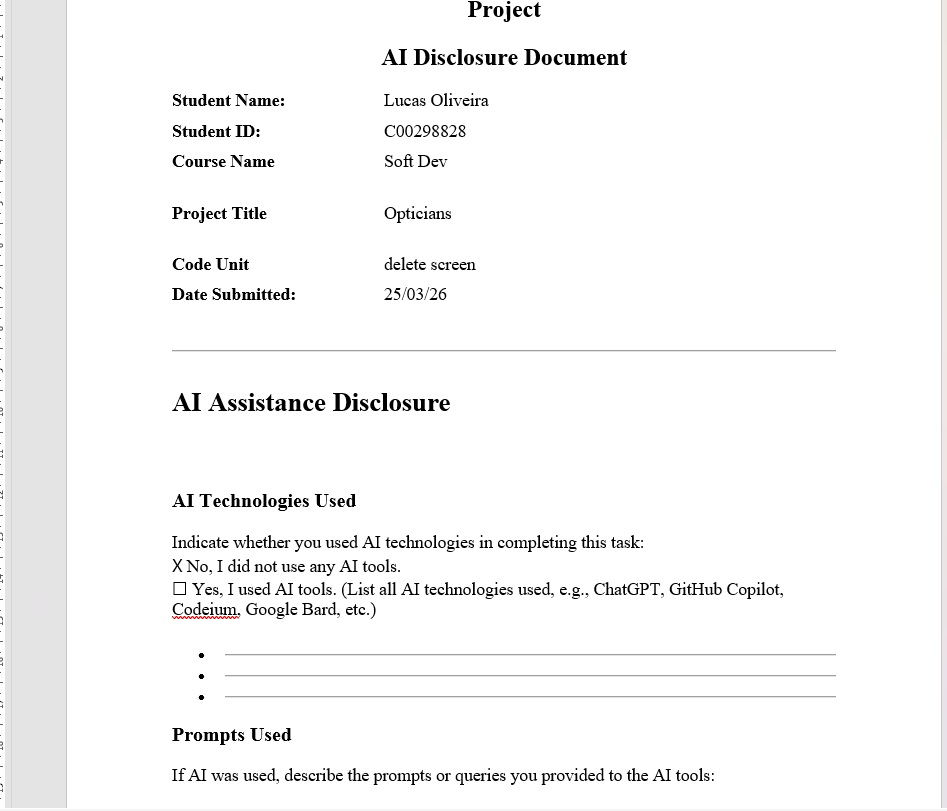 Project
AI Disclosure Document
Student Name: Lucas Oliveira
Student ID: C00298828
Course Name Soft Dev
Project Title Opticians
Code Unit delete screen
Date Submitted: 25/03/26
AI Assistance Disclosure
AI Technologies Used
Indicate whether you used AI technologies in completing this task:
X No, I did not use any AI tools.
☐ Yes, I used AI tools. (List all AI technologies used, e.g., ChatGPT, GitHub Copilot,
Codeium, Google Bard, etc.)
Prompts Used
If AI was used, describe the prompts or queries you provided to the AI tools: